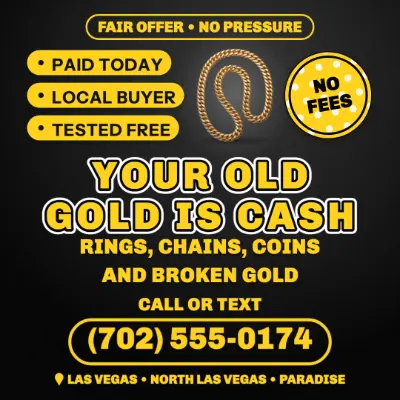 FAIR OFFER • NO PRESSURE
• PAID TODAY
• LOCAL BUYER
• TESTED FREE
NO
FEES
YOUR OLD
GOLD IS CASH
RINGS, CHAINS, COINS
AND BROKEN GOLD
CALL OR TEXT
(702) 555-0174
LAS VEGAS • NORTH LAS VEGAS • PARADISE